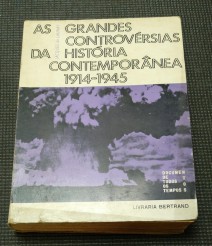 AS GRANDES
CONTROVÉRSIAS
DA HISTÓRIA
CONTEMPORÂNEA
1914-1945
LIVRARIA BERTRAND